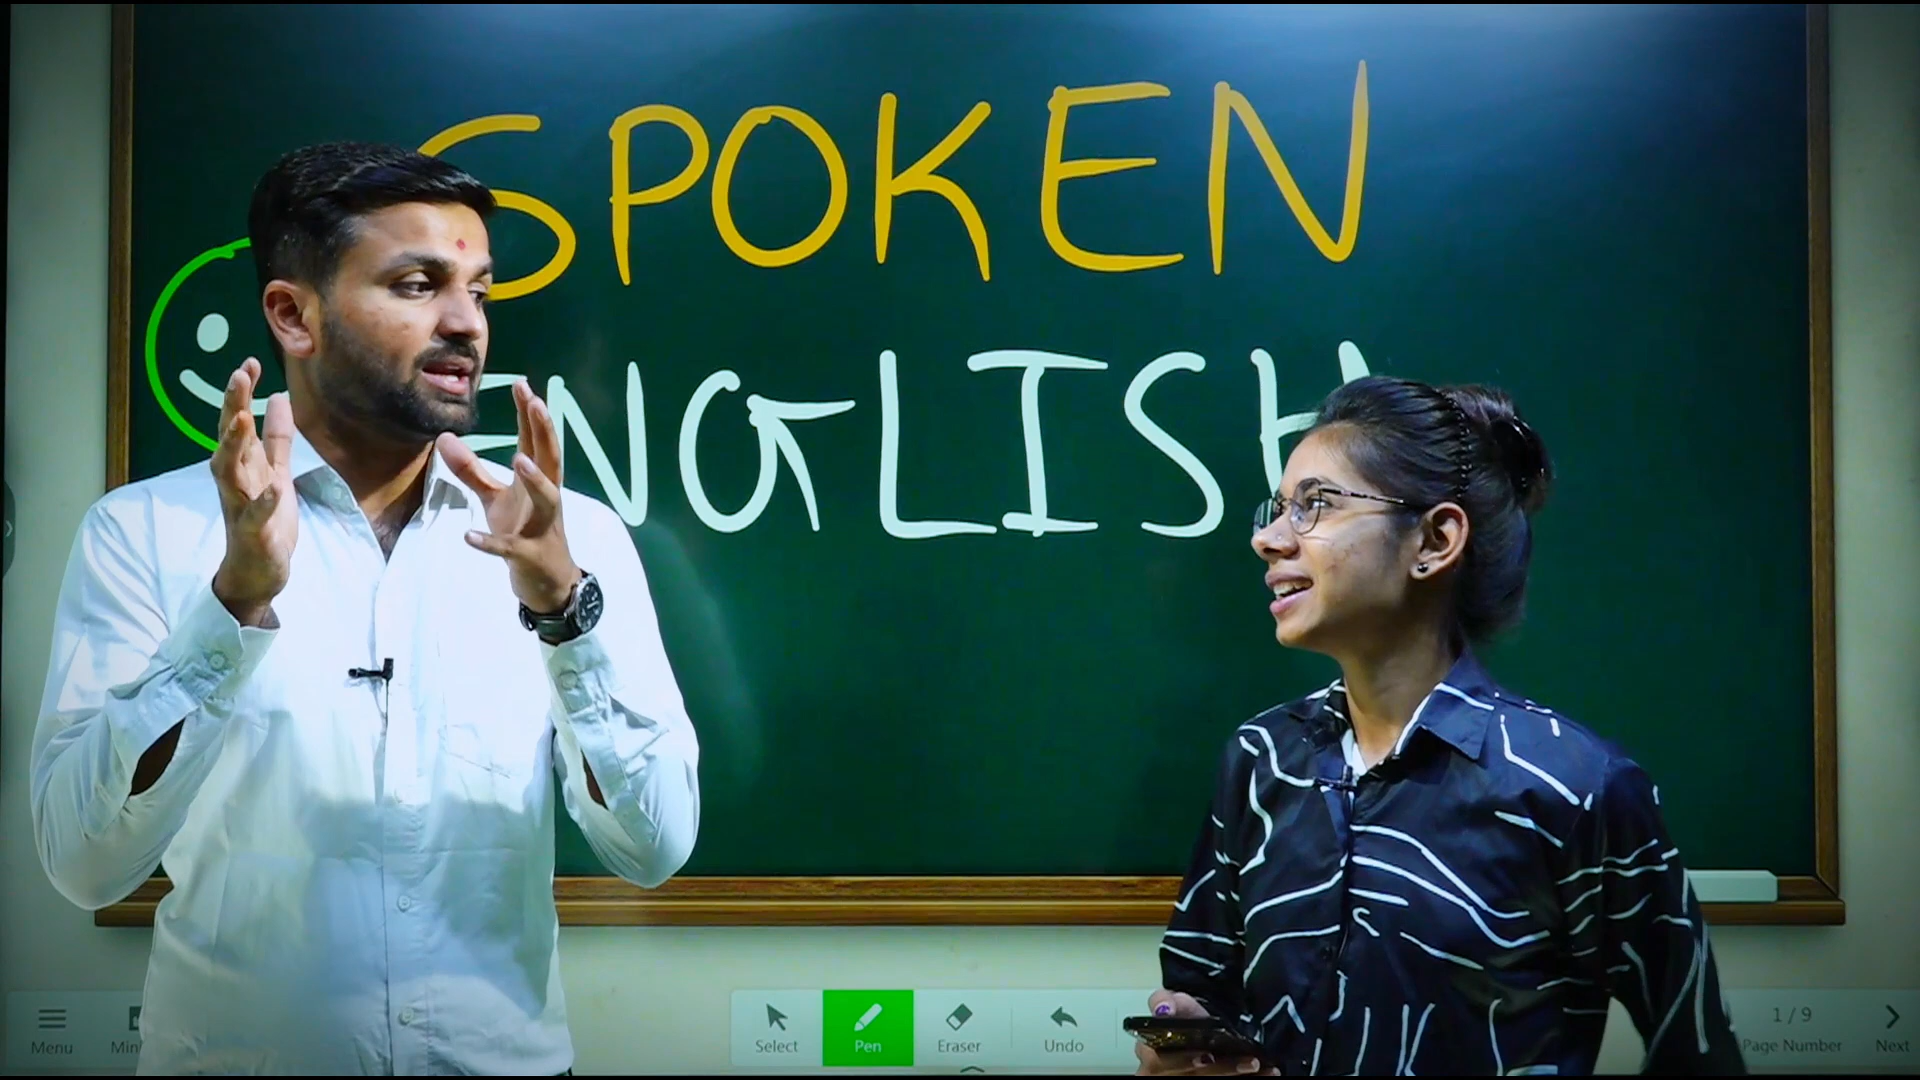 SPOKEN
ENGLISH
Menu
Select
Pen
Eraser
Undo
1 / 9
Page Number
Next